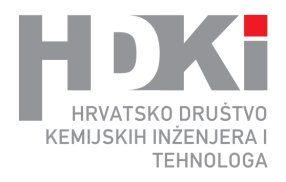 HDKi
HRVATSKO DRUŠTVO
KEMIJSKIH INŽENJERA I
TEHNOLOGA